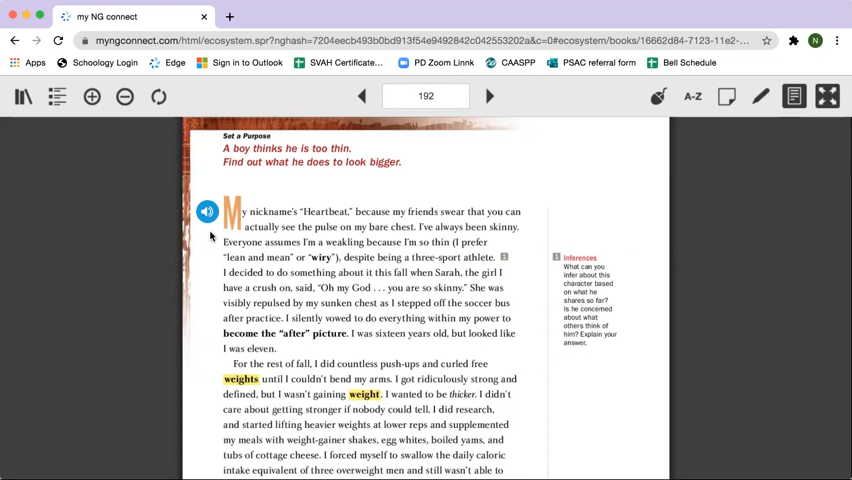 my NG connect
myngconnect.com/html/ecosystem.spr?nghash=7204eecb493b0bd913f54e9492842c042553202a&c=0#ecosystem/books/16662d84-7123-11e2-...
N
Apps Schoology Login Edge Sign in to Outlook SVAH Certificate... PD Zoom Linnk CAASPP PSAC referral form Bell Schedule
192
A-Z
Set a Purpose
A boy thinks he is too thin.
Find out what he does to look bigger.
My nickname's "Heartbeat," because my friends swear that you can
actually see the pulse on my bare chest. I've always been skinny.
Everyone assumes I'm a weakling because I'm so thin (I prefer
"lean and mean" or "wiry"), despite being a three-sport athlete. 1
I decided to do something about it this fall when Sarah, the girl I
have a crush on, said, "Oh my God . . . you are so skinny." She was
visibly repulsed by my sunken chest as I stepped off the soccer bus
after practice. I silently vowed to do everything within my power to
become the "after" picture. I was sixteen years old, but looked like
I was eleven.
For the rest of fall, I did countless push-ups and curled free
weights until I couldn't bend my arms. I got ridiculously strong and
defined, but I wasn't gaining weight. I wanted to be thicker. I didn't
care about getting stronger if nobody could tell. I did research,
and started lifting heavier weights at lower reps and supplemented
my meals with weight-gainer shakes, egg whites, boiled yams, and
tubs of cottage cheese. I forced myself to swallow the daily caloric
intake equivalent of three overweight men and still wasn't able to
1 Inferences
What can you
infer about this
character based
on what he
shares so far?
Is he concerned
about what
others think of
him? Explain your
answer.